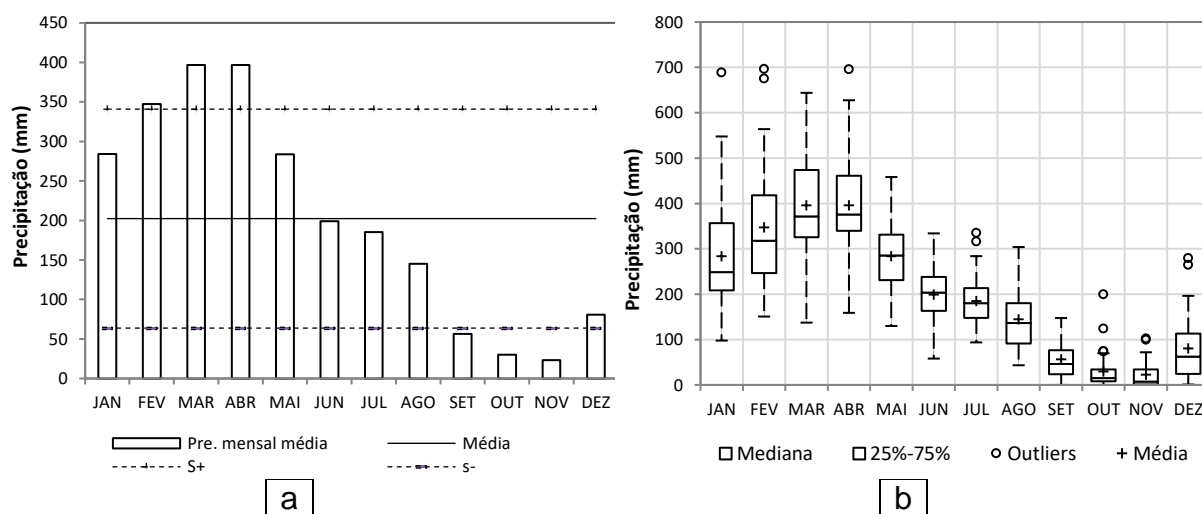 Precipitação (mm)
450
400
350
300
250
200
150
100
50
0
JAN FEV MAR ABR MAI JUN JUL AGO SET OUT NOV DEZ
Pre. mensal média Média
S+ s-
a
Precipitação (mm)
800
700
600
500
400
300
200
100
0
JAN FEV MAR ABR MAI JUN JUL AGO SET OUT NOV DEZ
Mediana 25%-75% Outliers Média
b